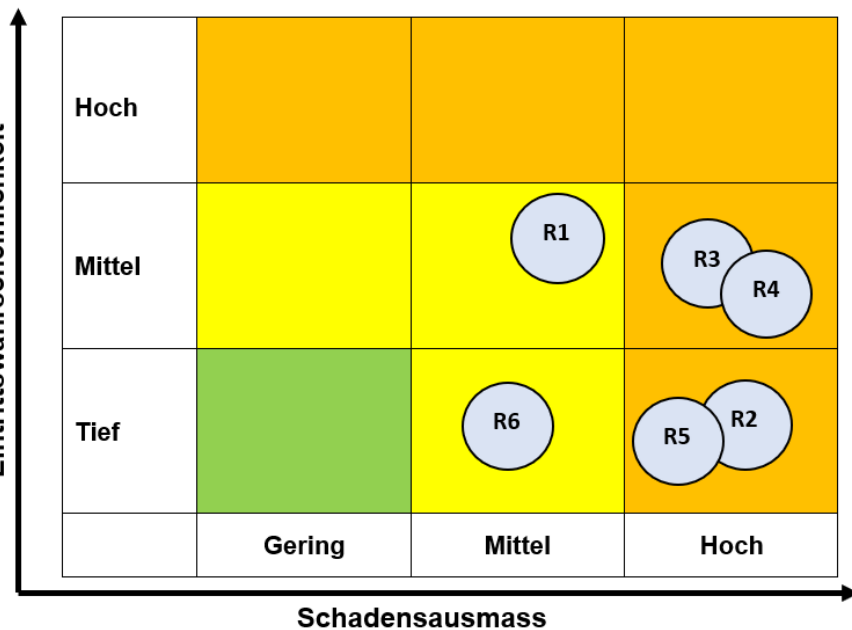 Hoch
R1
Mittel
R3
R4
Tief
R6
R5
R2
Gering
Mittel
Hoch
Schadensausmass